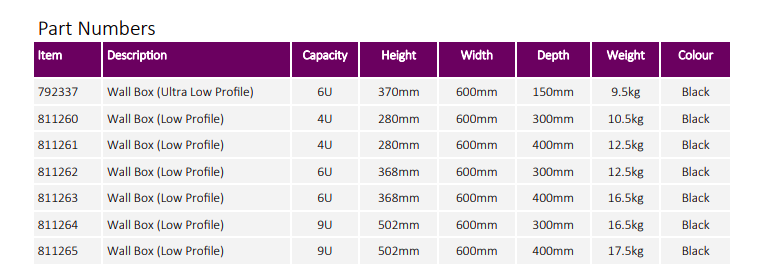 Part Numbers
Item Description Capacity Height Width Depth Weight Colour
792337 Wall Box (Ultra Low Profile) 6U 370mm 600mm 150mm 9.5kg Black
811260 Wall Box (Low Profile) 4U 280mm 600mm 300mm 10.5kg Black
811261 Wall Box (Low Profile) 4U 280mm 600mm 400mm 12.5kg Black
811262 Wall Box (Low Profile) 6U 368mm 600mm 300mm 12.5kg Black
811263 Wall Box (Low Profile) 6U 368mm 600mm 400mm 16.5kg Black
811264 Wall Box (Low Profile) 9U 502mm 600mm 300mm 16.5kg Black
811265 Wall Box (Low Profile) 9U 502mm 600mm 400mm 17.5kg Black